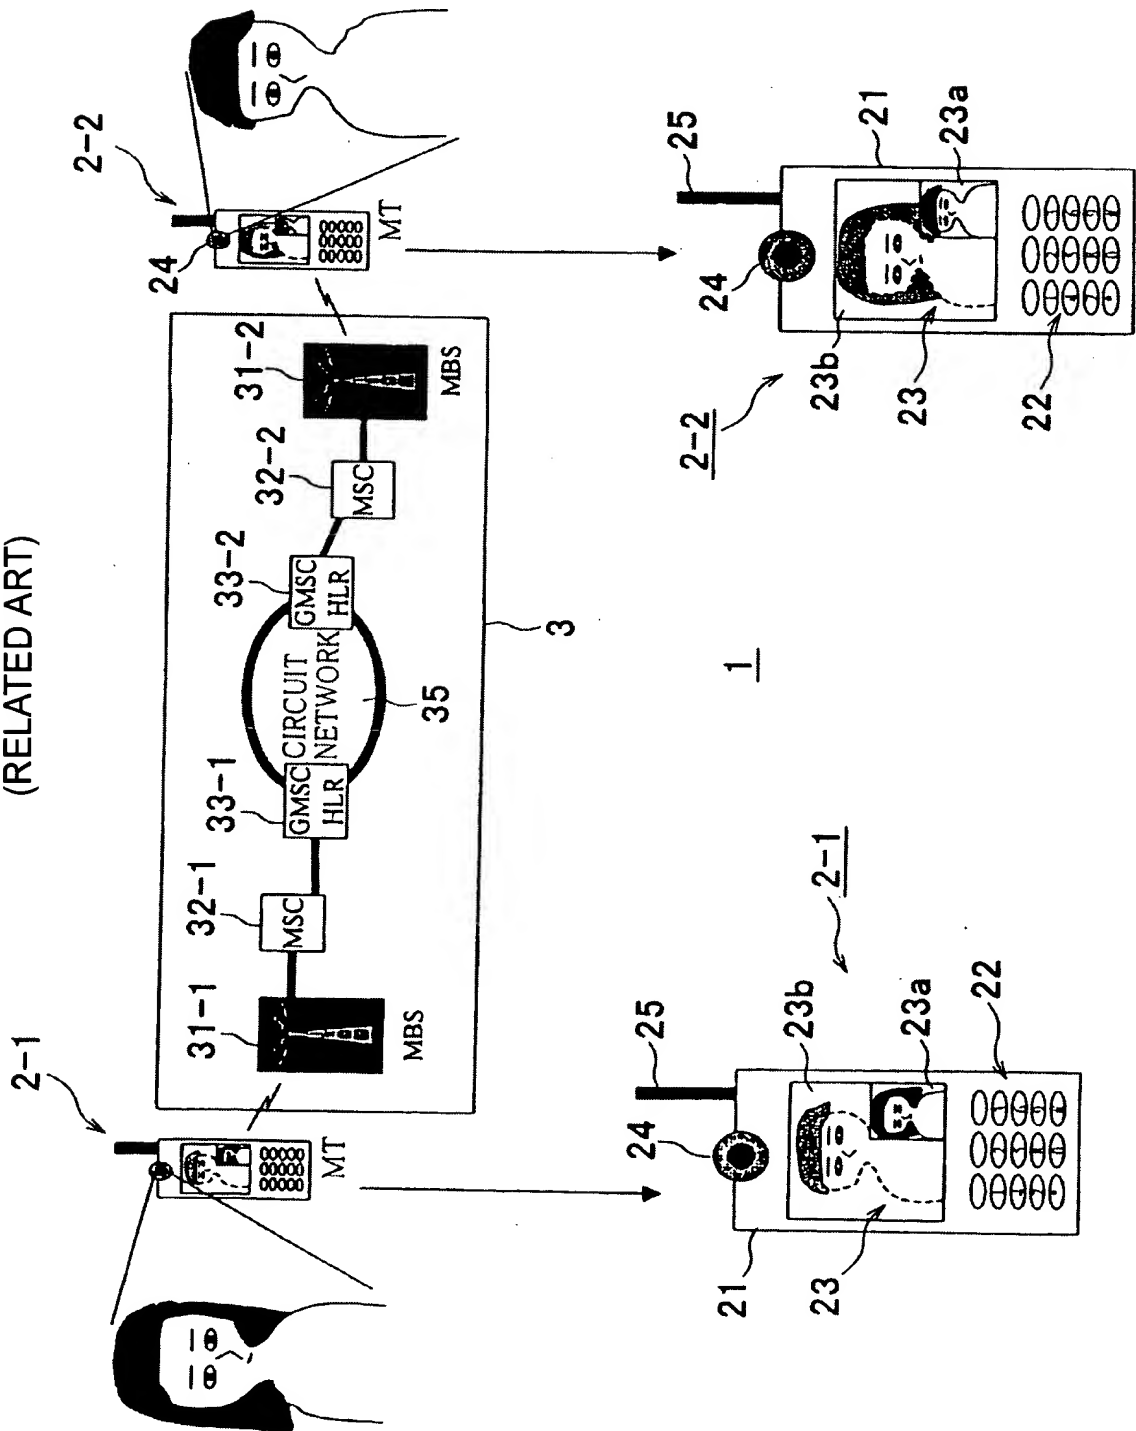 (RELATED ART)
2-1
2-2
24
MT
MT
31-1
32-1
33-1
33-2
32-2
31-2
MBS
MSC
GMSC
HLR
CIRCUIT
NETWORK
GMSC
HLR
MSC
MBS
35
3
1
2-1
2-2
25
24
21
23b
23a
23
22
25
24
21
23b
23a
23
22